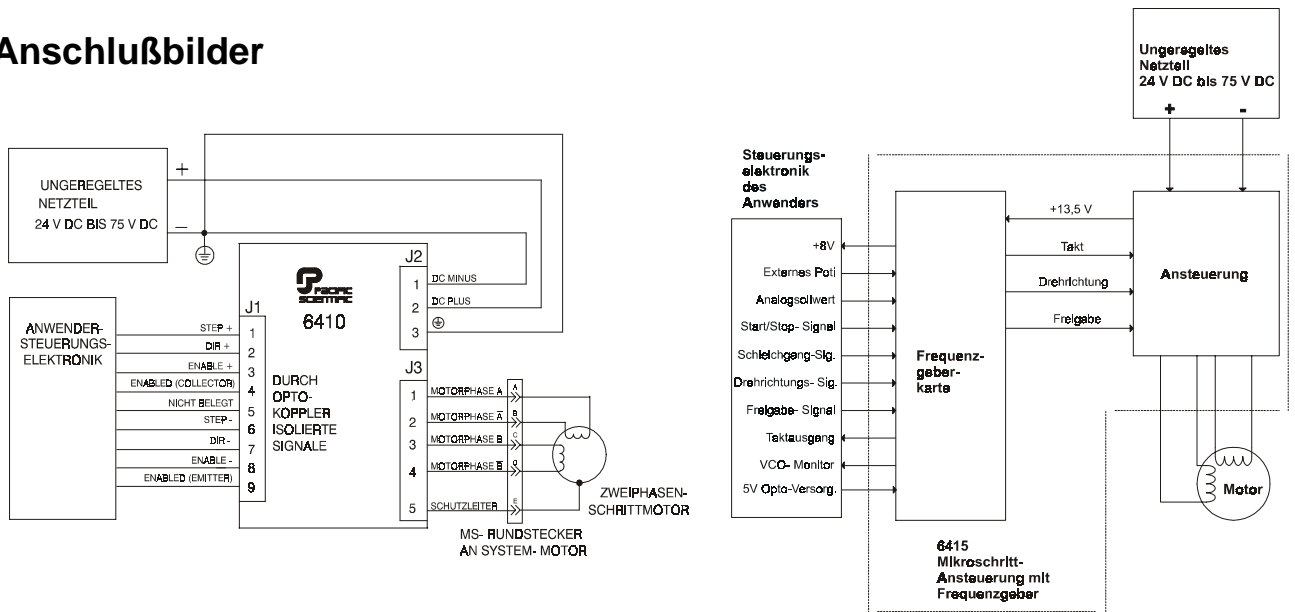 Anschlußbilder
UNGEREGELTES
NETZTEIL
24 V DC BIS 75 V DC
+
−
ANWENDER-
STEUERUNGS-
ELEKTRONIK
STEP +
DIR +
ENABLE +
ENABLED (COLLECTOR)
NICHT BELEGT
STEP -
DIR -
ENABLE -
ENABLED (EMITTER)
J1
1
2
3
4
5
6
7
8
9
PACIFIC
SCIENTIFIC
6410
DURCH
OPTO-
KOPPLER
ISOLIERTE
SIGNALE
J2
1 DC MINUS
2 DC PLUS
3
J3
1 MOTORPHASE A A
2 MOTORPHASE A̅ B
3 MOTORPHASE B C
4 MOTORPHASE B̅ D
5 SCHUTZLEITER E
ZWEIPHASEN-
SCHRITTMOTOR
MS- RUNDSTECKER
AN SYSTEM- MOTOR
Ungeregeltes
Netzteil
24 V DC bis 75 V DC
+ -
Steuerungs-
elektronik
des
Anwenders
+8V
Externes Poti
Analogsollwert
Start/Stop- Signal
Schleichgang-Sig.
Drehrichtungs- Sig.
Freigabe- Signal
Taktausgang
VCO- Monitor
5V Opto-Versorg.
Frequenz-
geber-
karte
+13,5 V
Takt
Drehrichtung
Freigabe
Ansteuerung
Motor
6415
Mikroschritt-
Ansteuerung mit
Frequenzgeber